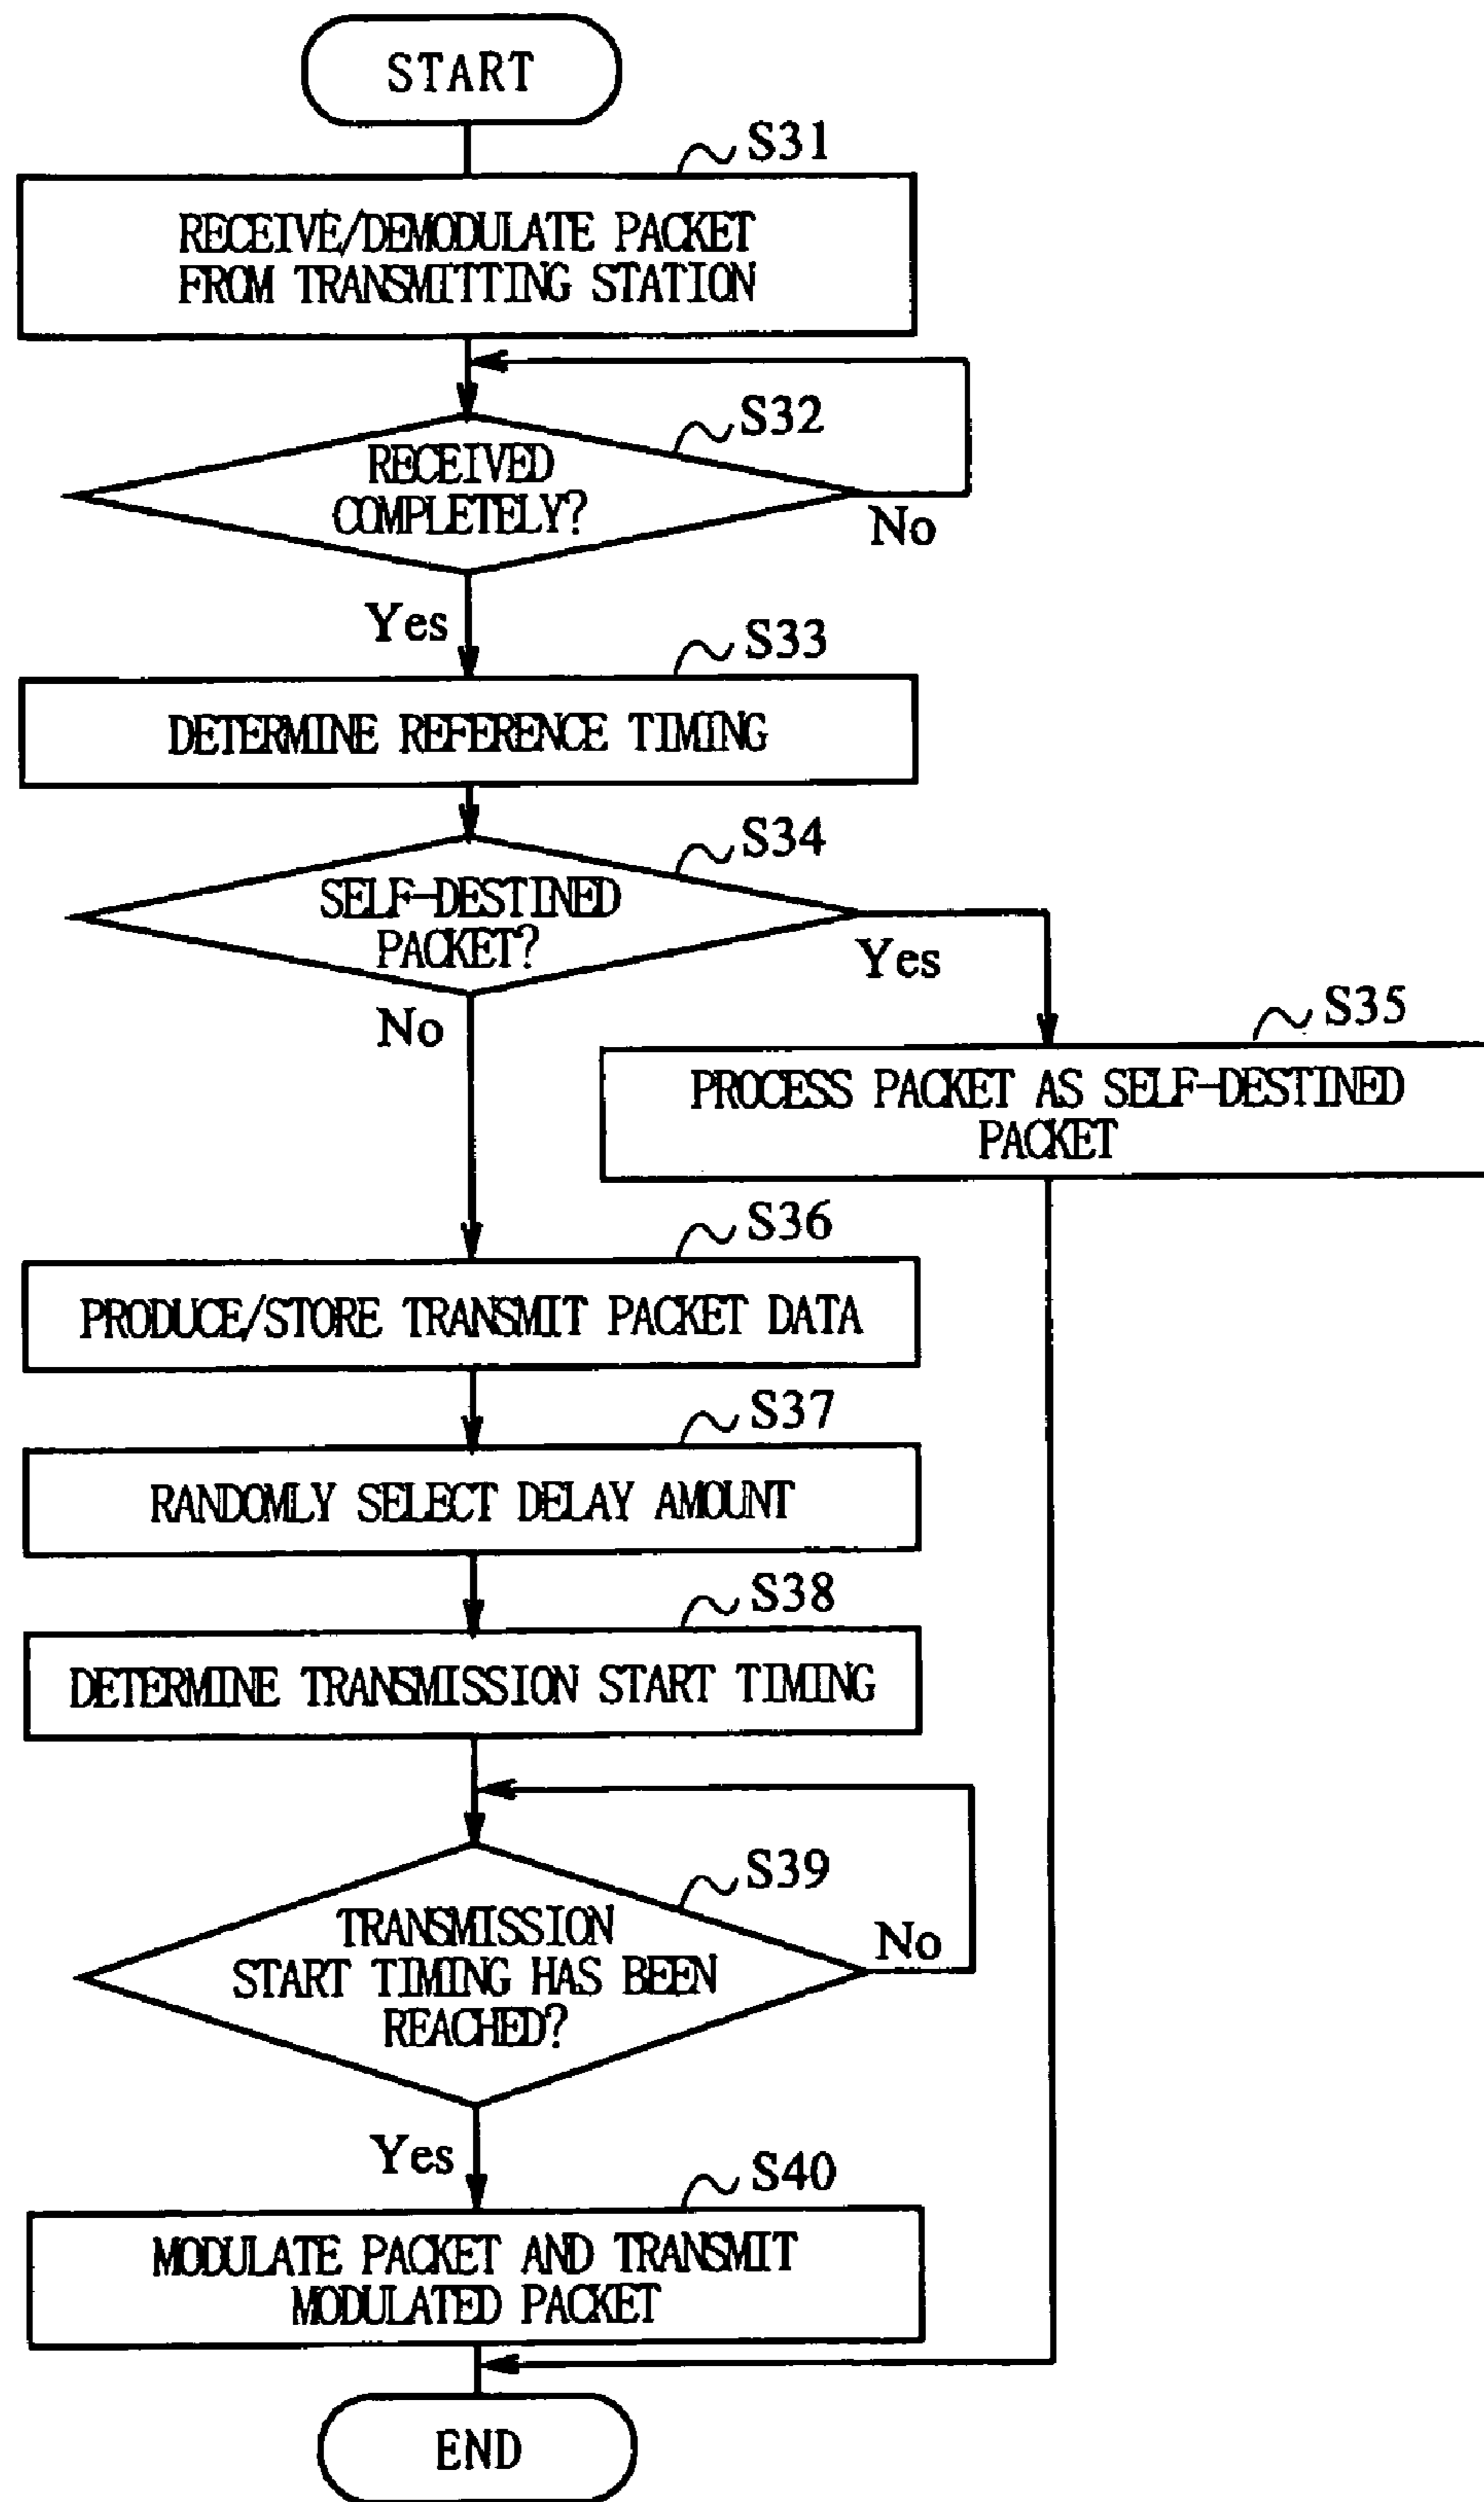 START
S31
RECEIVE/DEMODULATE PACKET
FROM TRANSMITTING STATION
S32
RECEIVED
COMPLETELY?
No
Yes
S33
DETERMINE REFERENCE TIMING
S34
SELF-DESTINED
PACKET?
Yes
No
S35
PROCESS PACKET AS SELF-DESTINED
PACKET
S36
PRODUCE/STORE TRANSMIT PACKET DATA
S37
RANDOMLY SELECT DELAY AMOUNT
S38
DETERMINE TRANSMISSION START TIMING
S39
TRANSMISSION
START TIMING HAS BEEN
REACHED?
No
Yes
S40
MODULATE PACKET AND TRANSMIT
MODULATED PACKET
END